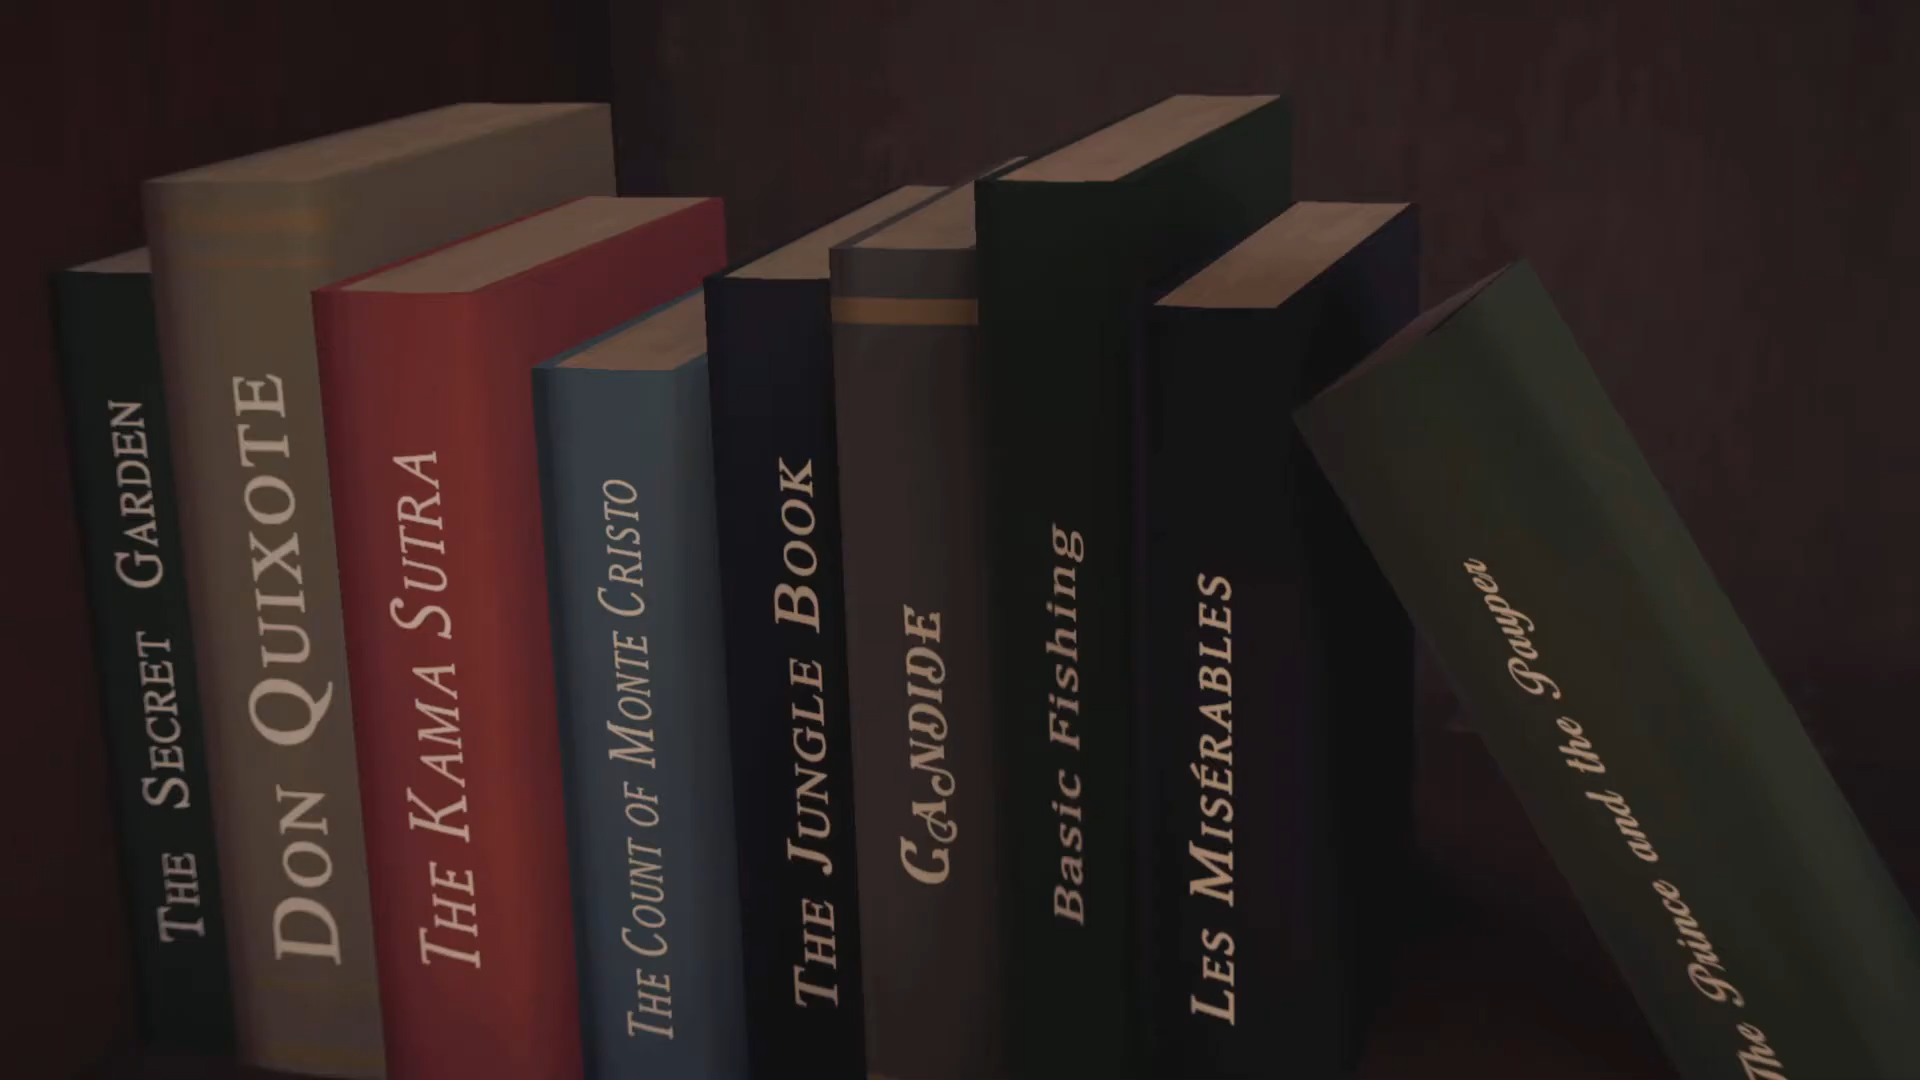 THE SECRET GARDEN
DON QUIXOTE
THE KAMA SUTRA
THE COUNT OF MONTE CRISTO
THE JUNGLE BOOK
CANDIDE
Basic Fishing
LES MISÉRABLES
The Prince and the Pauper